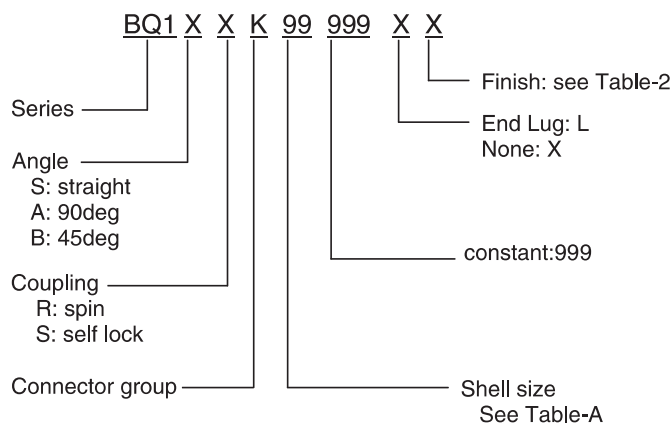 BQ1 X X K 99 999 X X
Finish: see Table-2
Series
End Lug: L
None: X
Angle
S: straight
A: 90deg
B: 45deg
constant:999
Coupling
R: spin
S: self lock
Connector group
Shell size
See Table-A